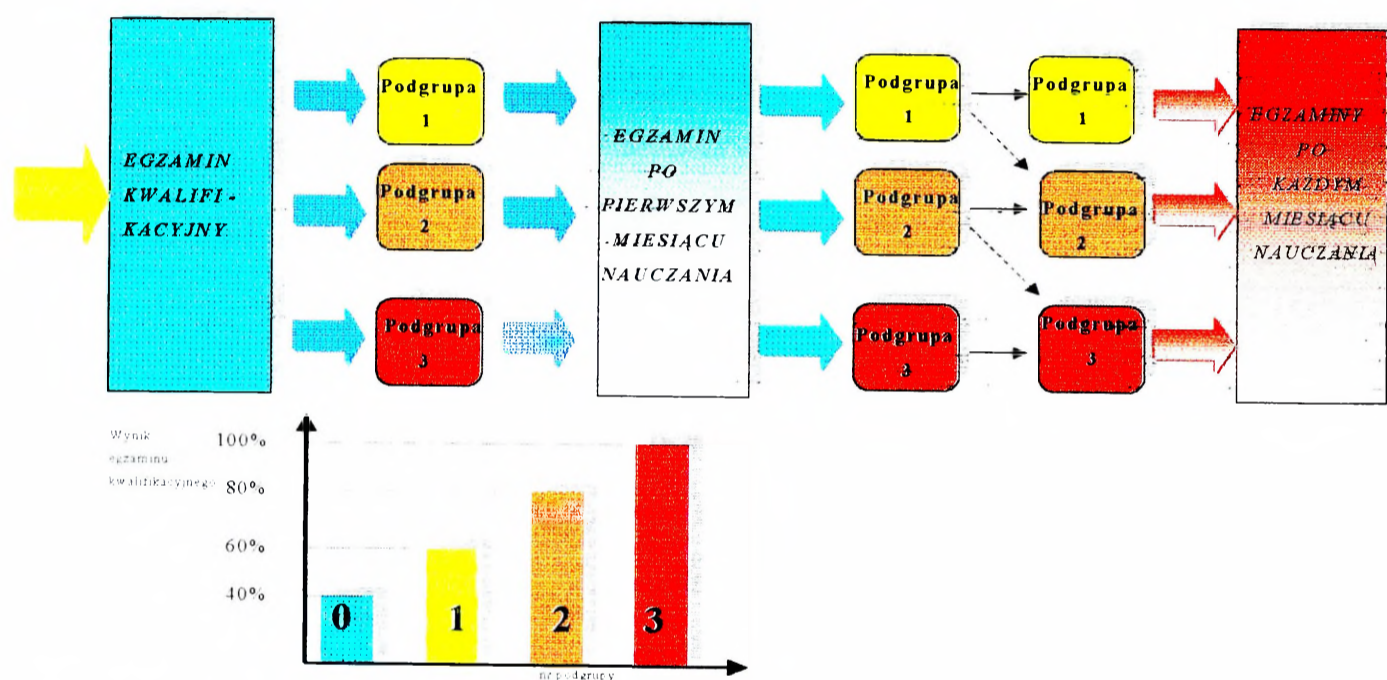 EGZAMIN
KWALIFI -
KACYJNY
Podgrupa
1
Podgrupa
2
Podgrupa
3
- EGZAMIN
PO
PIERWSZYM
- MIESIĄCU
NAUCZANIA
Podgrupa
1
Podgrupa
2
Podgrupa
3
Podgrupa
1
Podgrupa
2
Podgrupa
3
EGZAMINY
PO
KAŻDYM
MIESIĄCU
NAUCZANIA
Wynik
egzaminu
kwalifikacyjnego
100%
80%
60%
40%
0
1
2
3
nr podgrupy